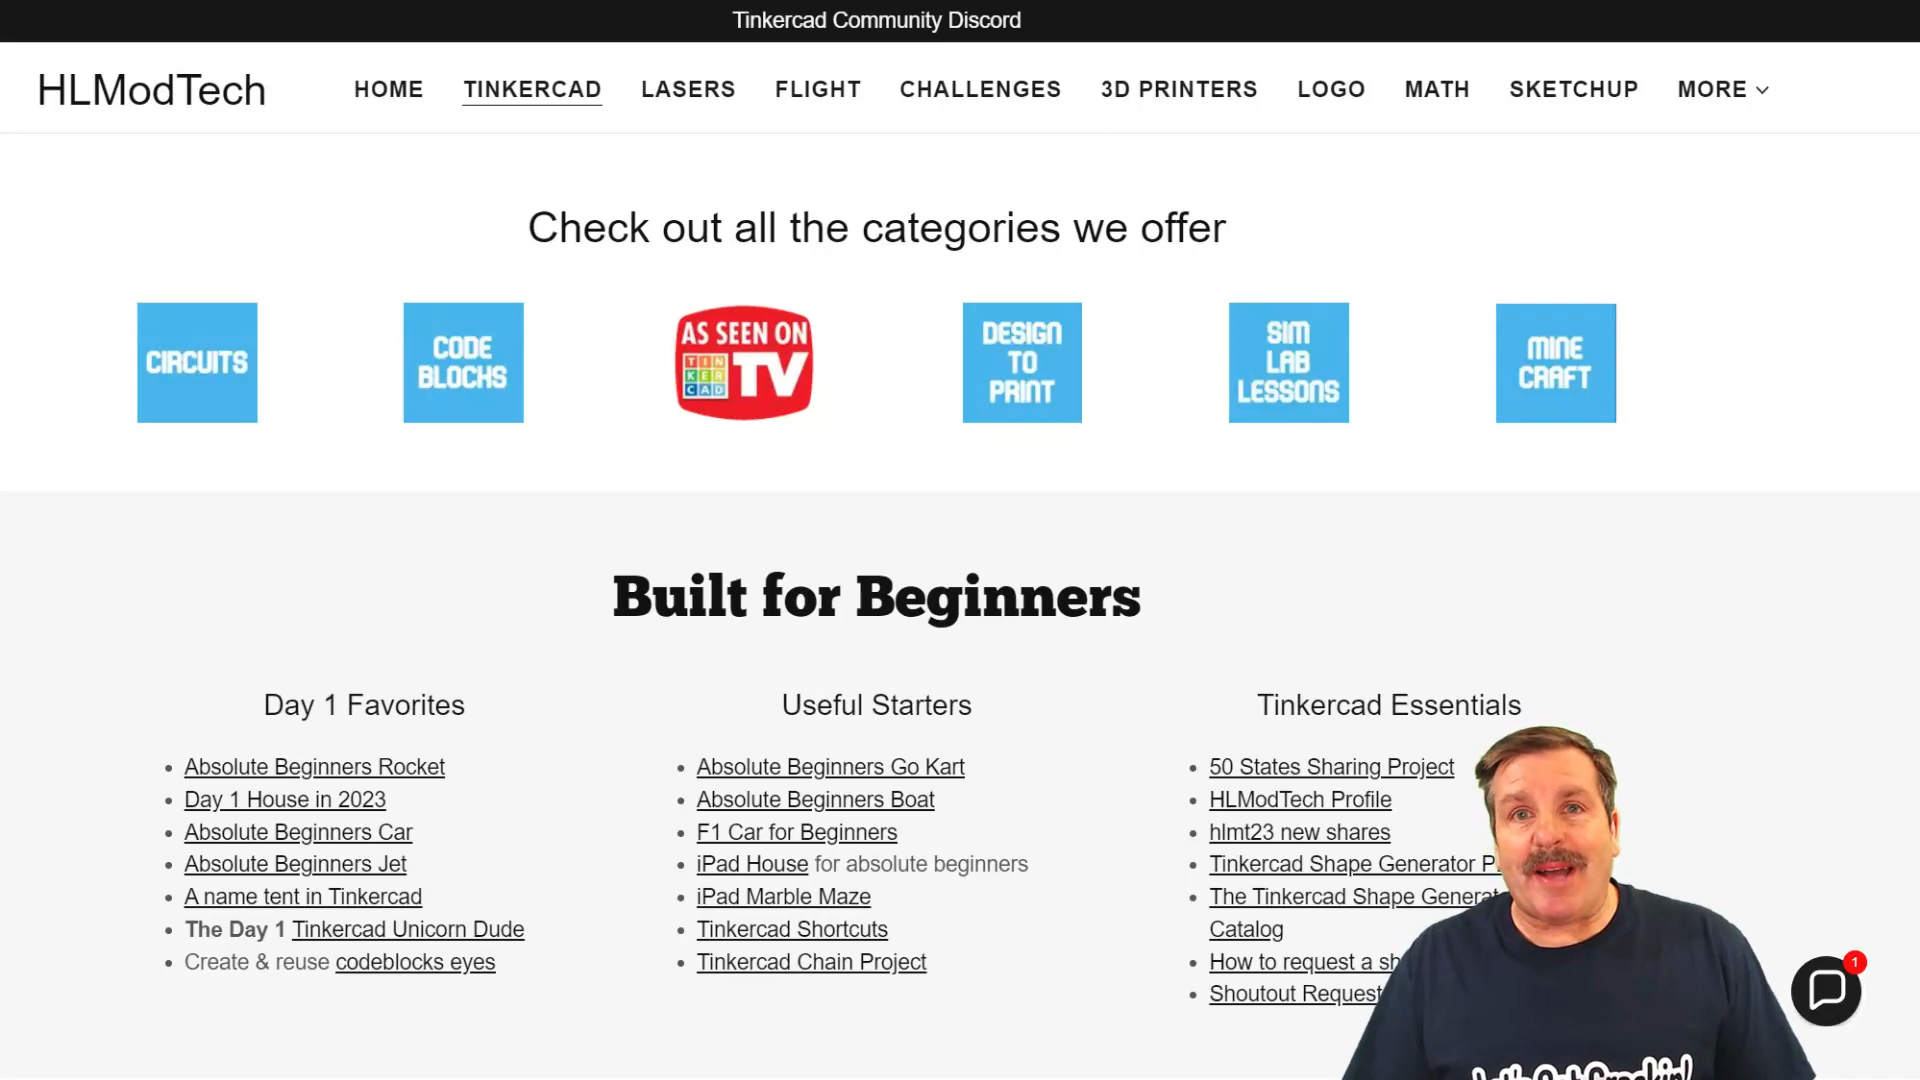 Tinkercad Community Discord
HLModTech
HOME TINKERCAD LASERS FLIGHT CHALLENGES 3D PRINTERS LOGO MATH SKETCHUP MORE
Check out all the categories we offer
CIRCUITS
CODE
BLOCKS
AS SEEN ON
TIN
KER
CAD
TV
DESIGN
TO
PRINT
SIM
LAB
LESSONS
MINE
CRAFT
Built for Beginners
Day 1 Favorites
Absolute Beginners Rocket
Day 1 House in 2023
Absolute Beginners Car
Absolute Beginners Jet
A name tent in Tinkercad
The Day 1 Tinkercad Unicorn Dude
Create & reuse codeblocks eyes
Useful Starters
Absolute Beginners Go Kart
Absolute Beginners Boat
F1 Car for Beginners
iPad House for absolute beginners
iPad Marble Maze
Tinkercad Shortcuts
Tinkercad Chain Project
Tinkercad Essentials
50 States Sharing Project
HLModTech Profile
hlmt23 new shares
Tinkercad Shape Generator
The Tinkercad Shape
Catalog
How to request a
Shoutout Request
1